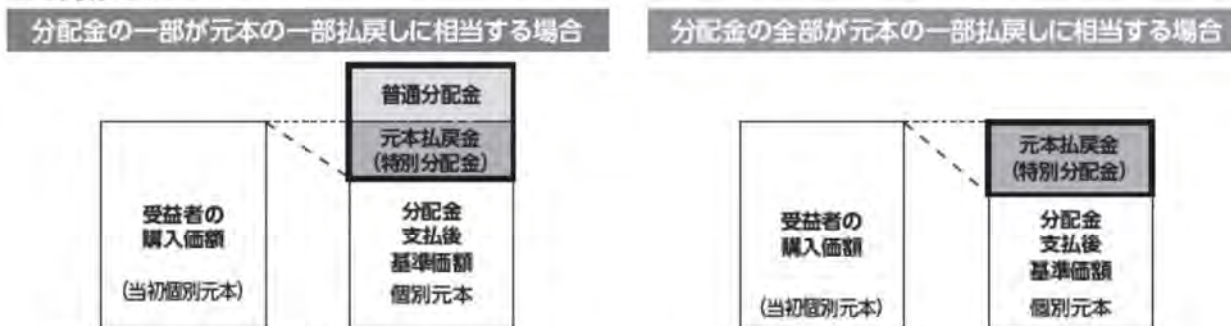 分配金の一部が元本の一部払戻しに相当する場合
普通分配金
元本払戻金
(特別分配金)
受益者の
購入価額
(当初個別元本)
分配金
支払後
基準価額
個別元本
分配金の全部が元本の一部払戻しに相当する場合
元本払戻金
(特別分配金)
受益者の
購入価額
(当初個別元本)
分配金
支払後
基準価額
個別元本